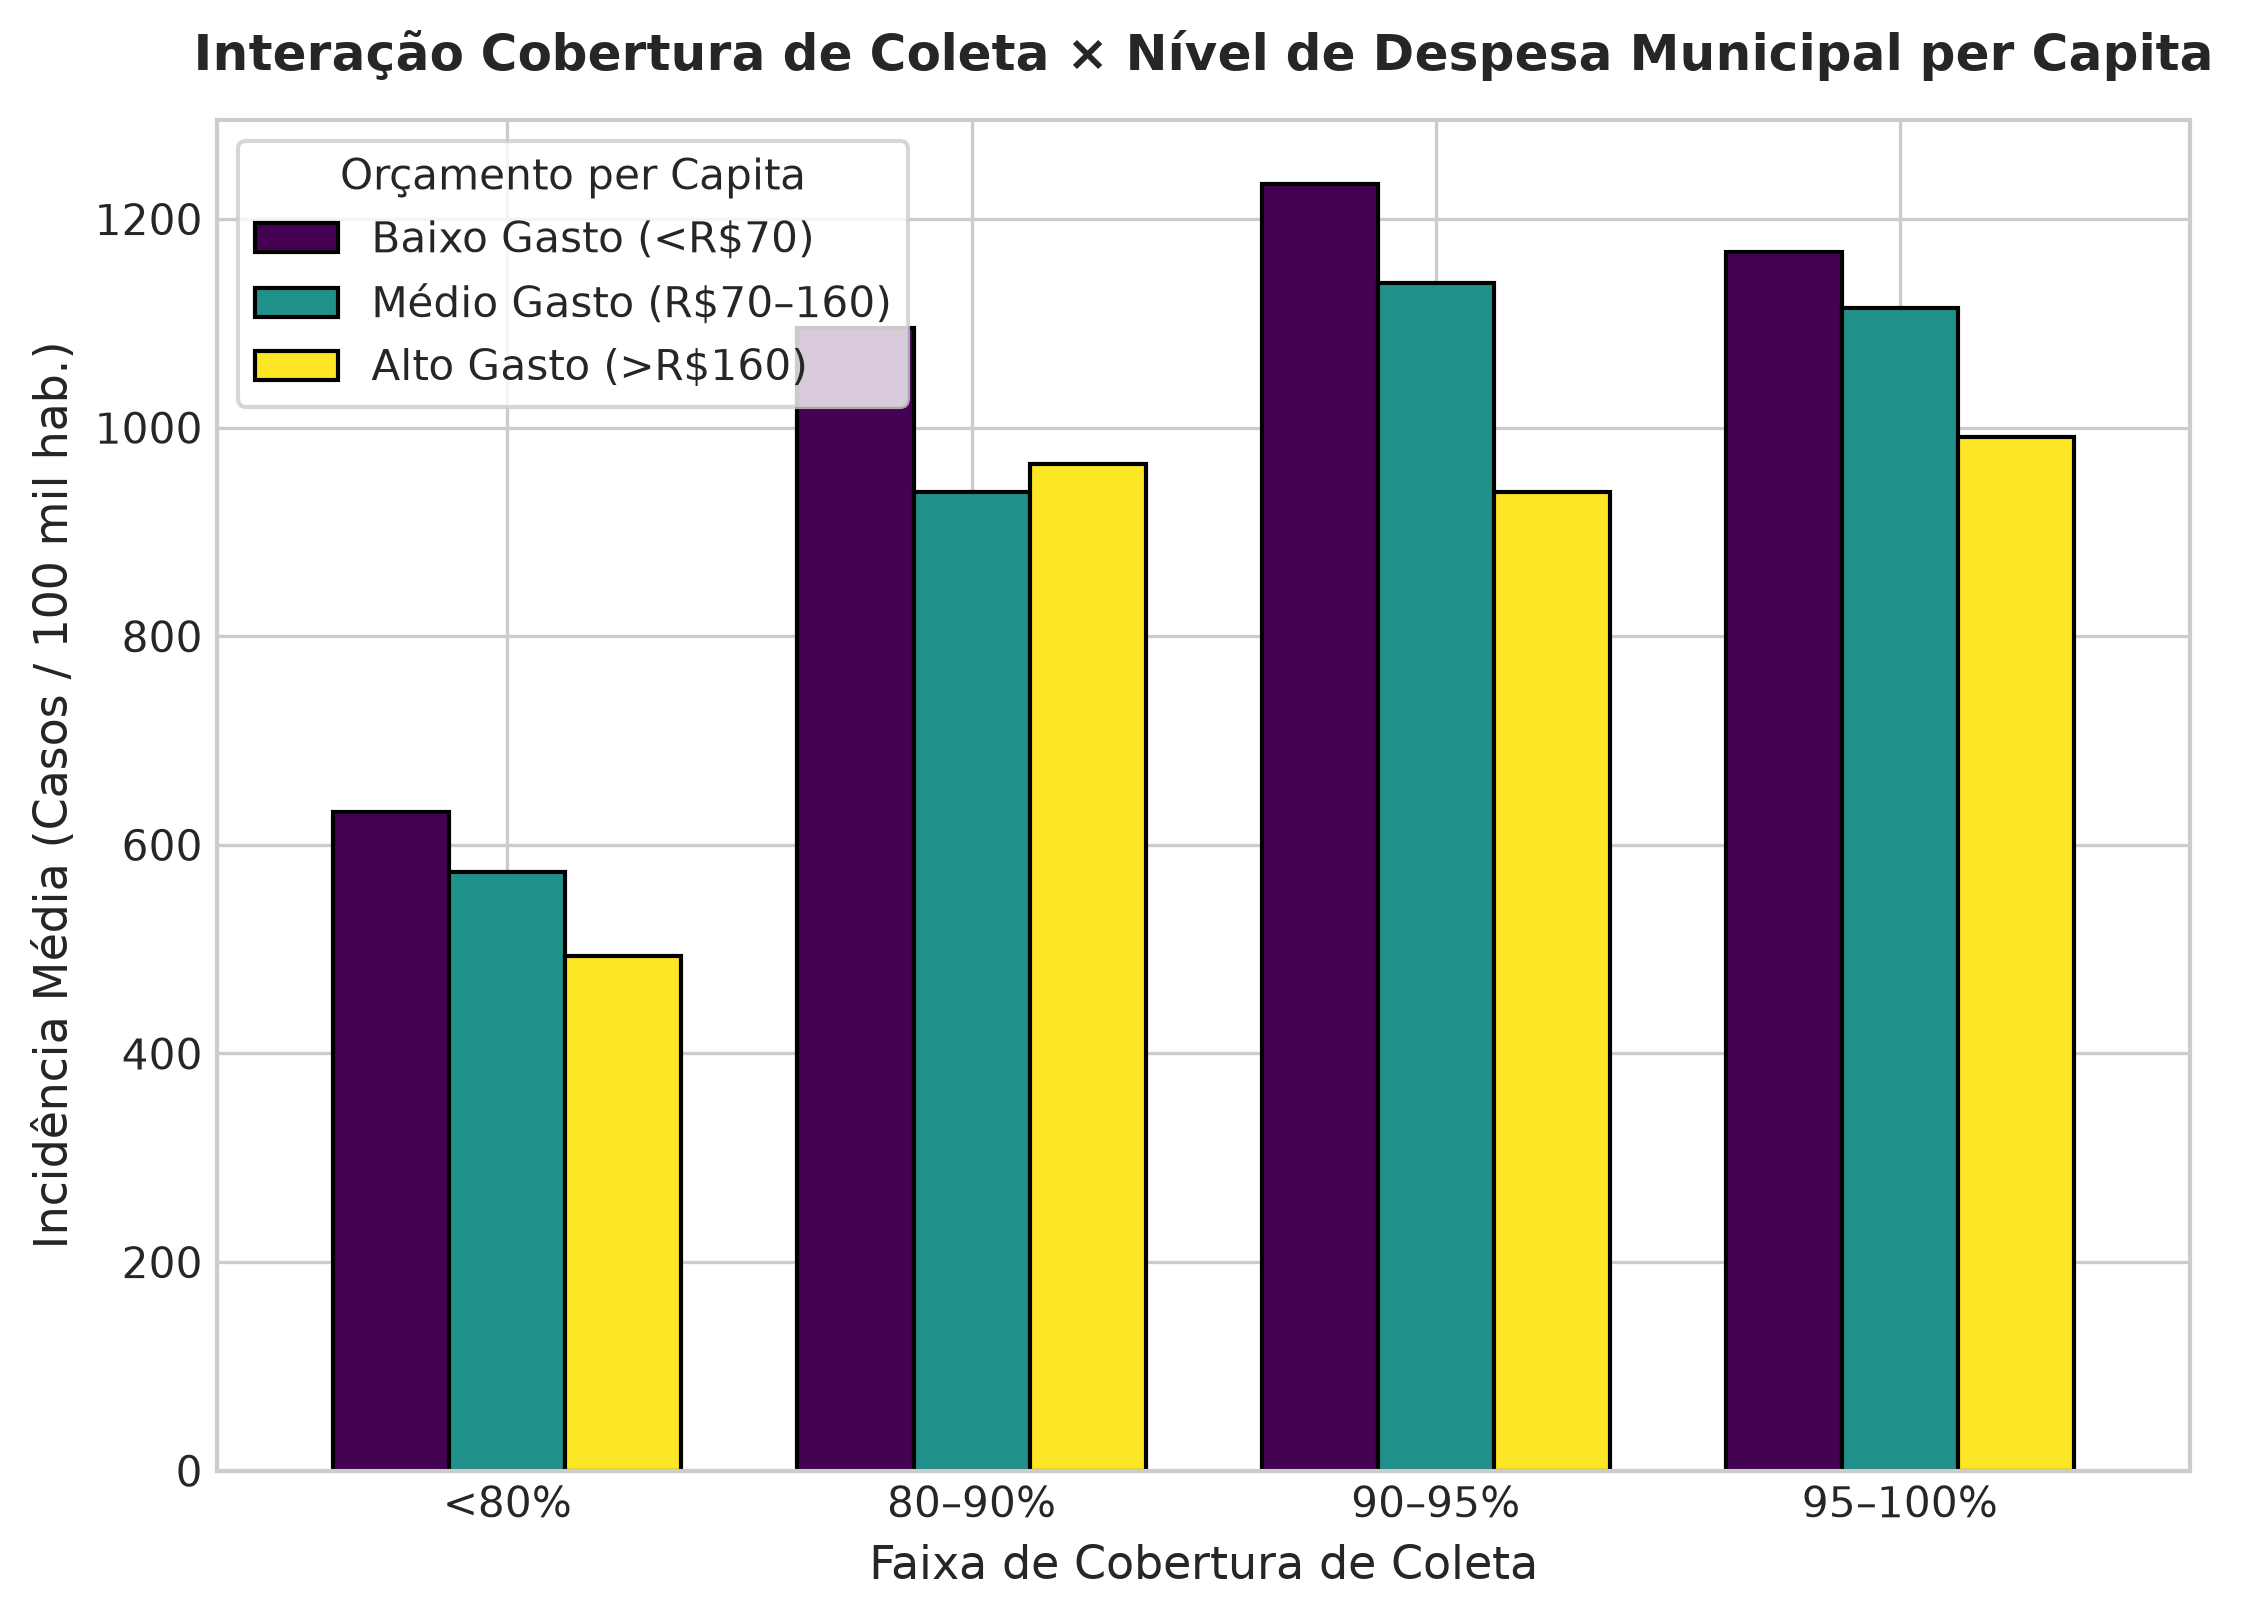 Interação Cobertura de Coleta × Nível de Despesa Municipal per Capita
Orçamento per Capita
Baixo Gasto (<R$70)
Médio Gasto (R$70–160)
Alto Gasto (>R$160)
Incidência Média (Casos / 100 mil hab.)
1200
1000
800
600
400
200
0
<80%
80–90%
90–95%
95–100%
Faixa de Cobertura de Coleta